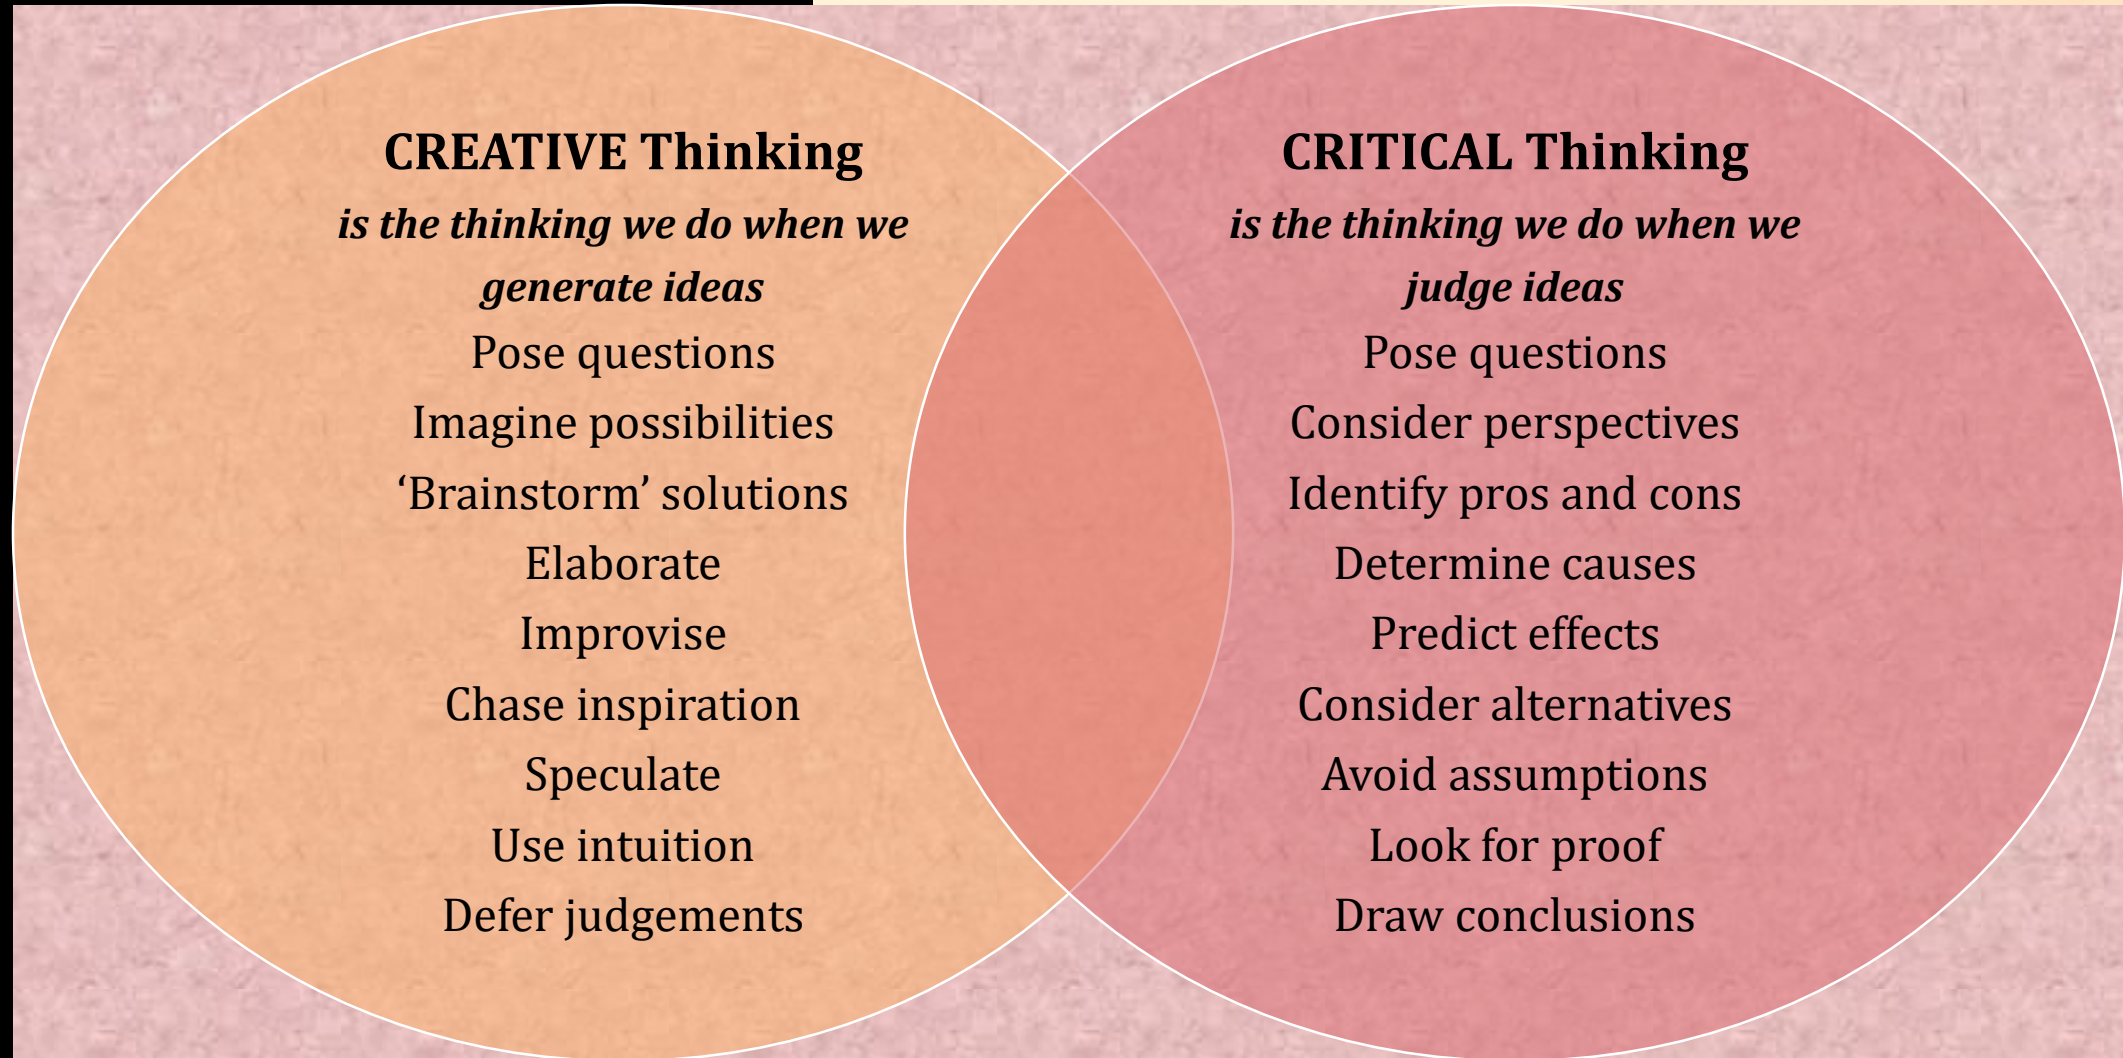 CREATIVE Thinking
is the thinking we do when we
generate ideas
Pose questions
Imagine possibilities
‘Brainstorm’ solutions
Elaborate
Improvise
Chase inspiration
Speculate
Use intuition
Defer judgements
CRITICAL Thinking
is the thinking we do when we
judge ideas
Pose questions
Consider perspectives
Identify pros and cons
Determine causes
Predict effects
Consider alternatives
Avoid assumptions
Look for proof
Draw conclusions